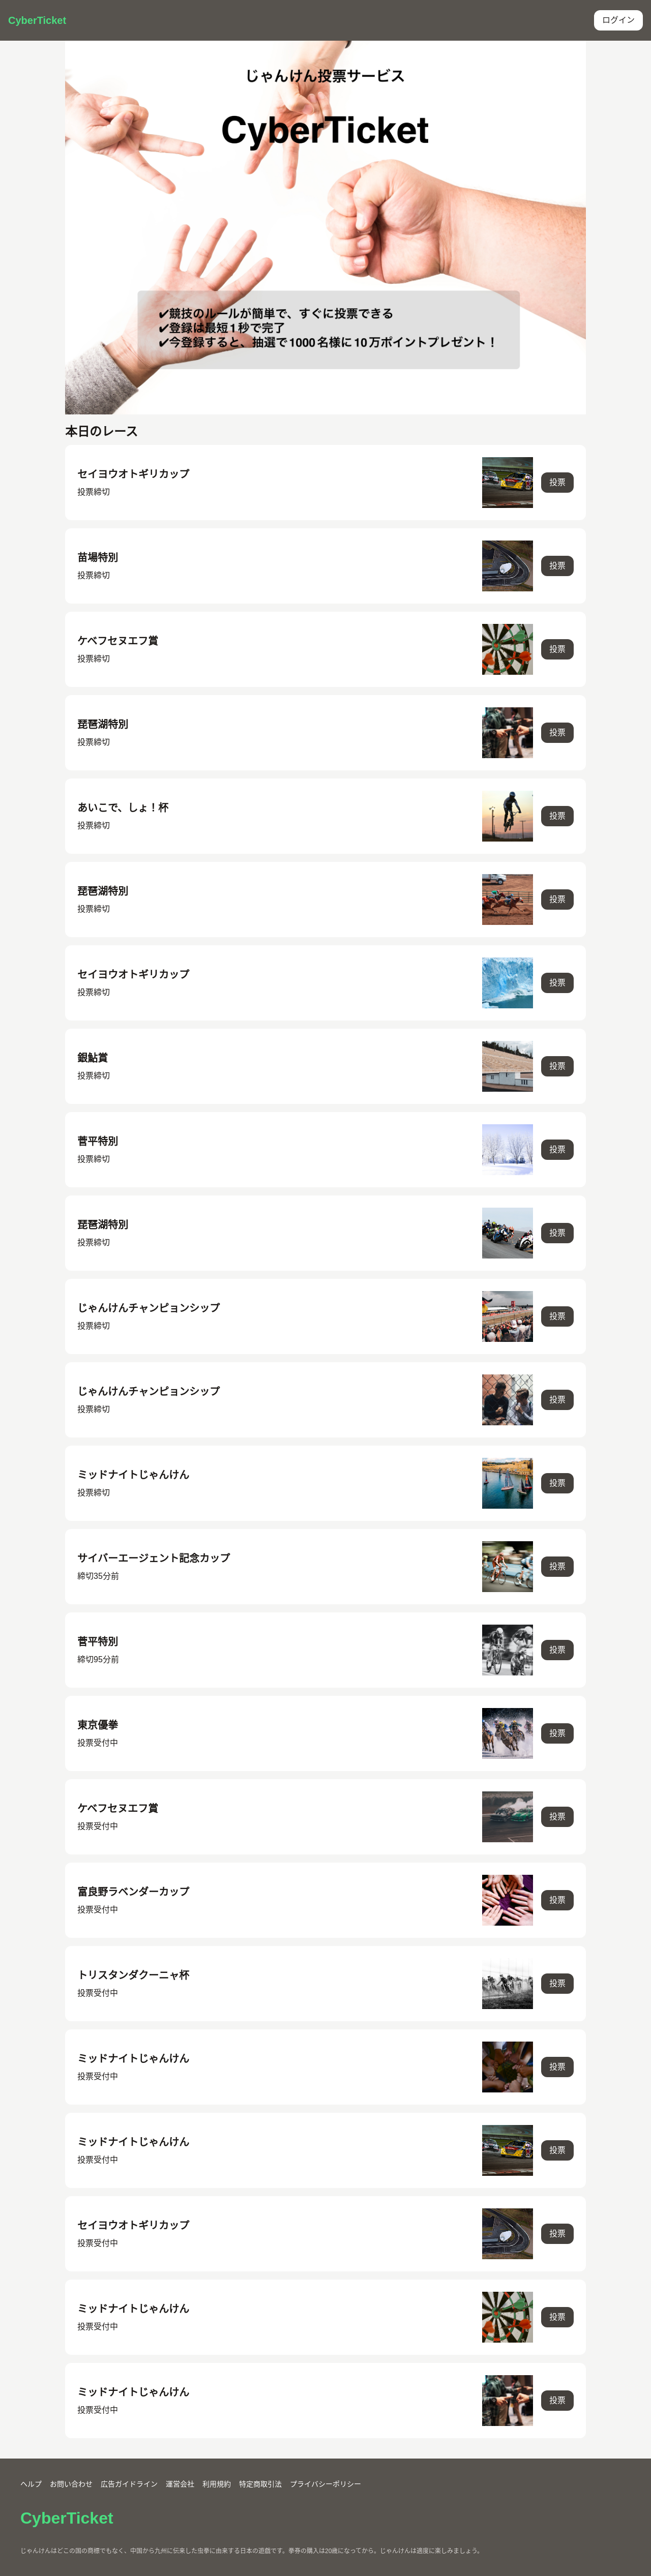 CyberTicket
ログイン
じゃんけん投票サービス
CyberTicket
✔競技のルールが簡単で、すぐに投票できる
✔登録は最短1秒で完了
✔今登録すると、抽選で1000名様に10万ポイントプレゼント！
本日のレース
セイヨウオトギリカップ
投票締切
投票
苗場特別
投票締切
投票
ケベフセヌエフ賞
投票締切
投票
琵琶湖特別
投票締切
投票
あいこで、しょ！杯
投票締切
投票
琵琶湖特別
投票締切
投票
セイヨウオトギリカップ
投票締切
投票
銀鮎賞
投票締切
投票
菅平特別
投票締切
投票
琵琶湖特別
投票締切
投票
じゃんけんチャンピョンシップ
投票締切
投票
じゃんけんチャンピョンシップ
投票締切
投票
ミッドナイトじゃんけん
投票締切
投票
サイバーエージェント記念カップ
締切35分前
投票
菅平特別
締切95分前
投票
東京優拳
投票受付中
投票
ケベフセヌエフ賞
投票受付中
投票
富良野ラベンダーカップ
投票受付中
投票
トリスタンダクーニャ杯
投票受付中
投票
ミッドナイトじゃんけん
投票受付中
投票
ミッドナイトじゃんけん
投票受付中
投票
セイヨウオトギリカップ
投票受付中
投票
ミッドナイトじゃんけん
投票受付中
投票
ミッドナイトじゃんけん
投票受付中
投票
ヘルプ お問い合わせ 広告ガイドライン 運営会社 利用規約 特定商取引法 プライバシーポリシー
CyberTicket
じゃんけんはどこの国の商標でもなく、中国から九州に伝来した虫拳に由来する日本の遊戯です。拳券の購入は20歳になってから。じゃんけんは適度に楽しみましょう。